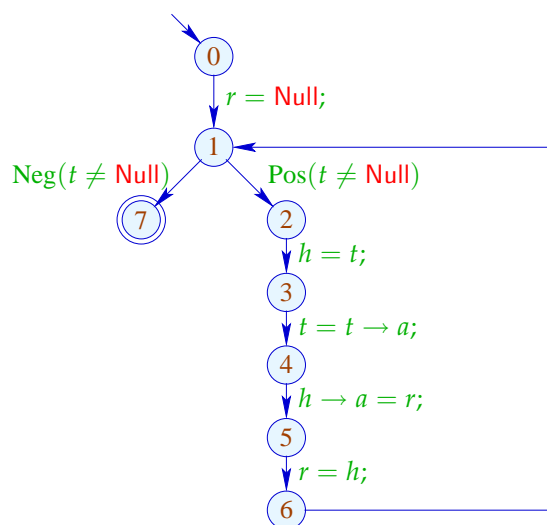 0
r = Null;
1
Neg(t ≠ Null) Pos(t ≠ Null)
7 2
h = t;
3
t = t → a;
4
h → a = r;
5
r = h;
6